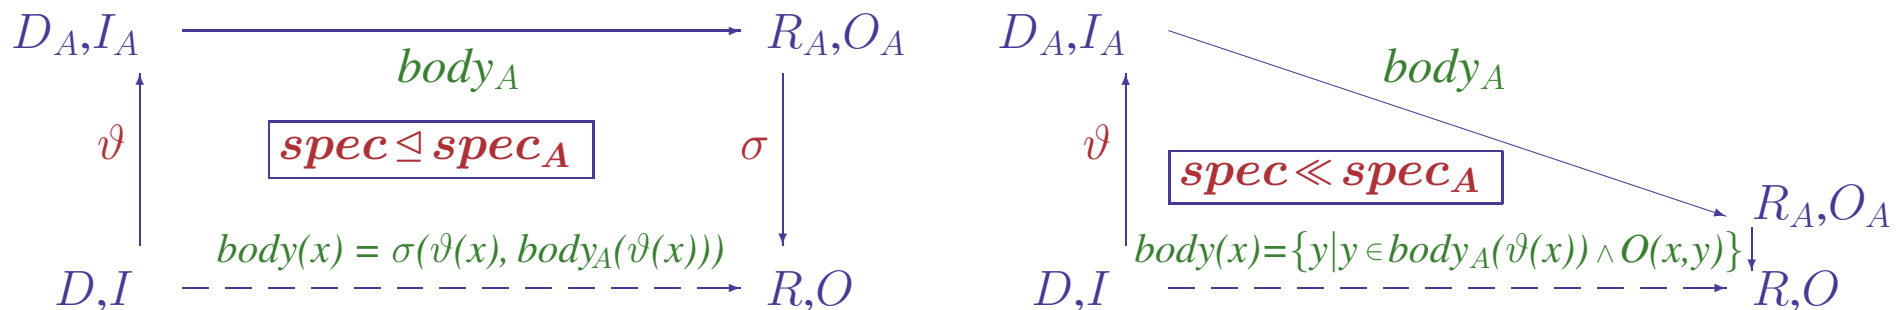 D_A,I_A R_A,O_A
body_A
ϑ σ
spec ⊴ spec_A
body(x) = σ(ϑ(x), body_A(ϑ(x)))
D,I R,O
D_A,I_A
body_A
ϑ
spec ≪ spec_A
R_A,O_A
body(x)={y|y ∈ body_A(ϑ(x)) ∧ O(x,y)}
D,I R,O